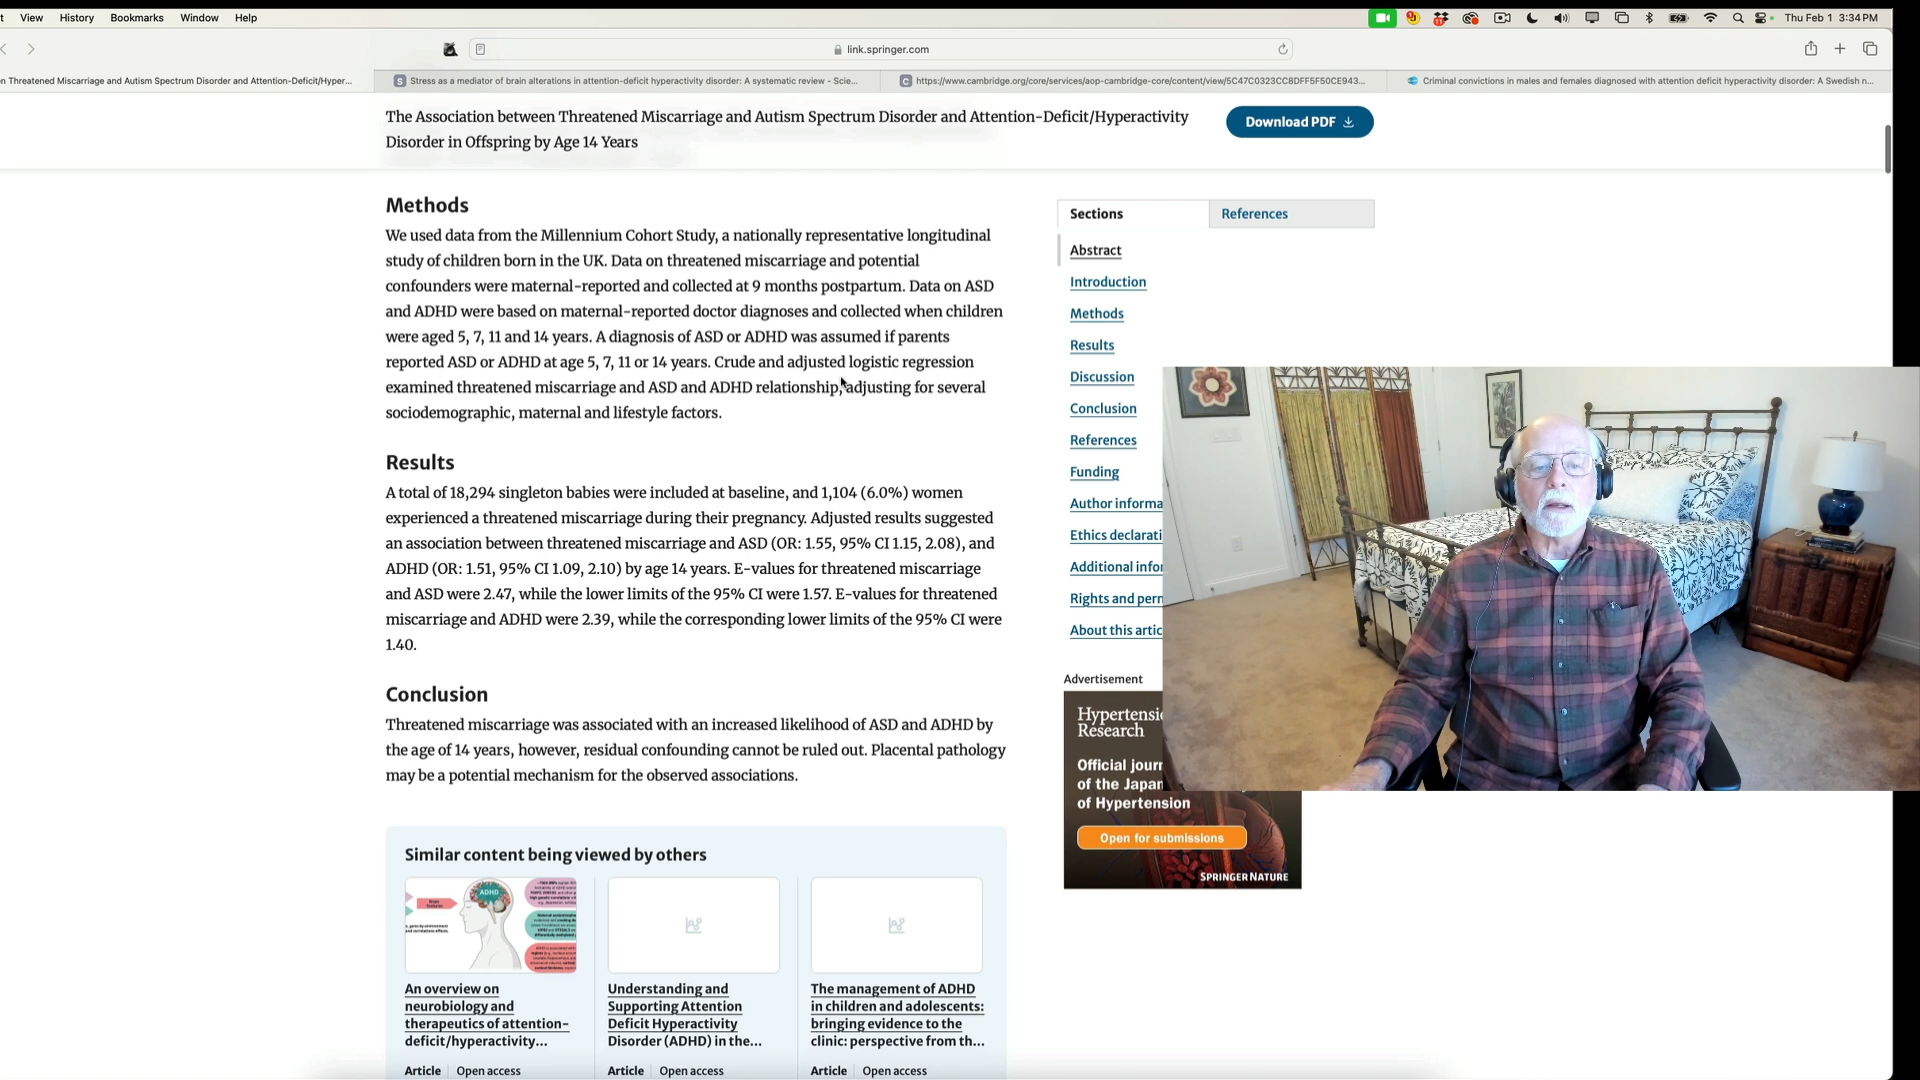 View History Bookmarks Window Help
Thu Feb 1 3:34 PM
link.springer.com
n Threatened Miscarriage and Autism Spectrum Disorder and Attention-Deficit/Hyper...
S Stress as a mediator of brain alterations in attention-deficit hyperactivity disorder: A systematic review - Scie...
C https://www.cambridge.org/core/services/aop-cambridge-core/content/view/5C47C0323CC8DFF5F50CE943...
Criminal convictions in males and females diagnosed with attention deficit hyperactivity disorder: A Swedish n...
The Association between Threatened Miscarriage and Autism Spectrum Disorder and Attention-Deficit/Hyperactivity
Disorder in Offspring by Age 14 Years
Download PDF
Methods
We used data from the Millennium Cohort Study, a nationally representative longitudinal
study of children born in the UK. Data on threatened miscarriage and potential
confounders were maternal-reported and collected at 9 months postpartum. Data on ASD
and ADHD were based on maternal-reported doctor diagnoses and collected when children
were aged 5, 7, 11 and 14 years. A diagnosis of ASD or ADHD was assumed if parents
reported ASD or ADHD at age 5, 7, 11 or 14 years. Crude and adjusted logistic regression
examined threatened miscarriage and ASD and ADHD relationship, adjusting for several
sociodemographic, maternal and lifestyle factors.
Results
A total of 18,294 singleton babies were included at baseline, and 1,104 (6.0%) women
experienced a threatened miscarriage during their pregnancy. Adjusted results suggested
an association between threatened miscarriage and ASD (OR: 1.55, 95% CI 1.15, 2.08), and
ADHD (OR: 1.51, 95% CI 1.09, 2.10) by age 14 years. E-values for threatened miscarriage
and ASD were 2.47, while the lower limits of the 95% CI were 1.57. E-values for threatened
miscarriage and ADHD were 2.39, while the corresponding lower limits of the 95% CI were
1.40.
Conclusion
Threatened miscarriage was associated with an increased likelihood of ASD and ADHD by
the age of 14 years, however, residual confounding cannot be ruled out. Placental pathology
may be a potential mechanism for the observed associations.
Similar content being viewed by others
ADHD
An overview on
neurobiology and
therapeutics of attention-
deficit/hyperactivity...
Article Open access
Understanding and
Supporting Attention
Deficit Hyperactivity
Disorder (ADHD) in the...
Article Open access
The management of ADHD
in children and adolescents:
bringing evidence to the
clinic: perspective from th...
Article Open access
Sections References
Abstract
Introduction
Methods
Results
Discussion
Conclusion
References
Funding
Author informa
Ethics declarati
Additional info
Rights and perm
About this artic
Advertisement
Hypertensi
Research
Official journ
of the Japan
of Hypertension
Open for submissions
SPRINGER NATURE